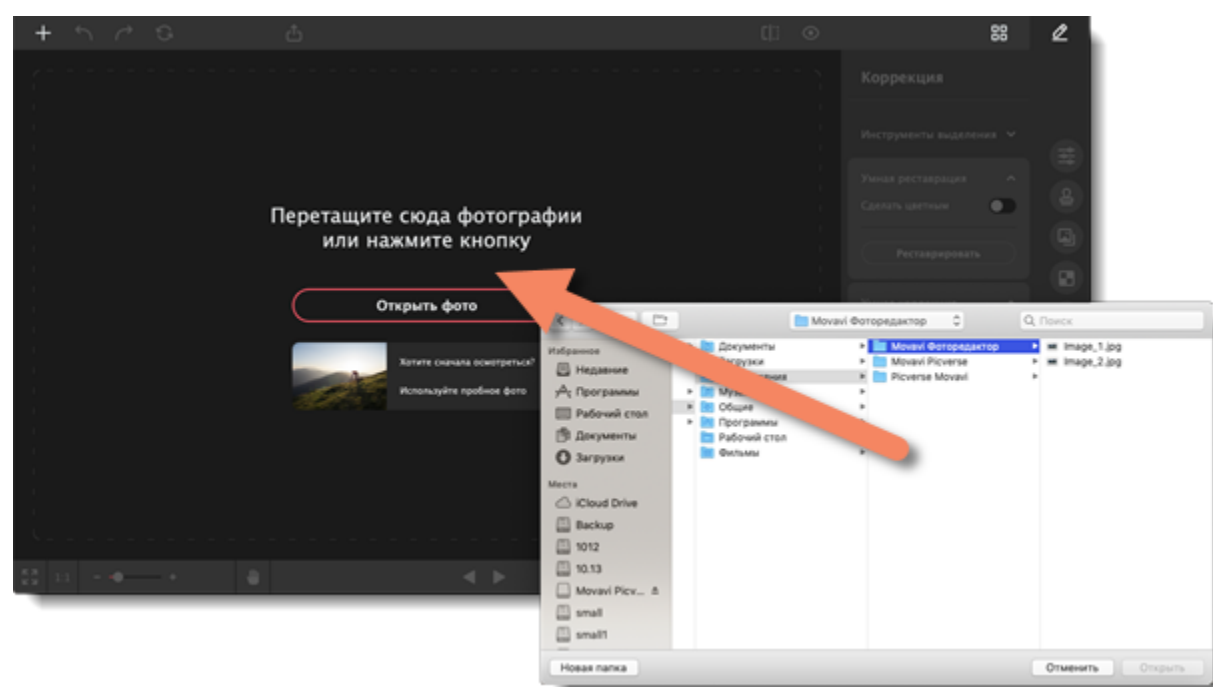 Коррекция
Инструменты выделения
Умная реставрация
Сделать цветным
Реставрировать
Перетащите сюда фотографии
или нажмите кнопку
Открыть фото
Хотите сначала осмотреться?
Используйте пробное фото
1:1
Movavi Фоторедактор
Поиск
Избранное
Недавние
Программы
Рабочий стол
Документы
Загрузки
Места
iCloud Drive
Backup
1012
10.13
Movavi Picv...
small
small1
Документы
Загрузки
Общие
Программы
Рабочий стол
Фильмы
Movavi Фоторедактор
Movavi Picverse
Picverse Movavi
Image_1.jpg
Image_2.jpg
Новая папка
Отменить
Открыть